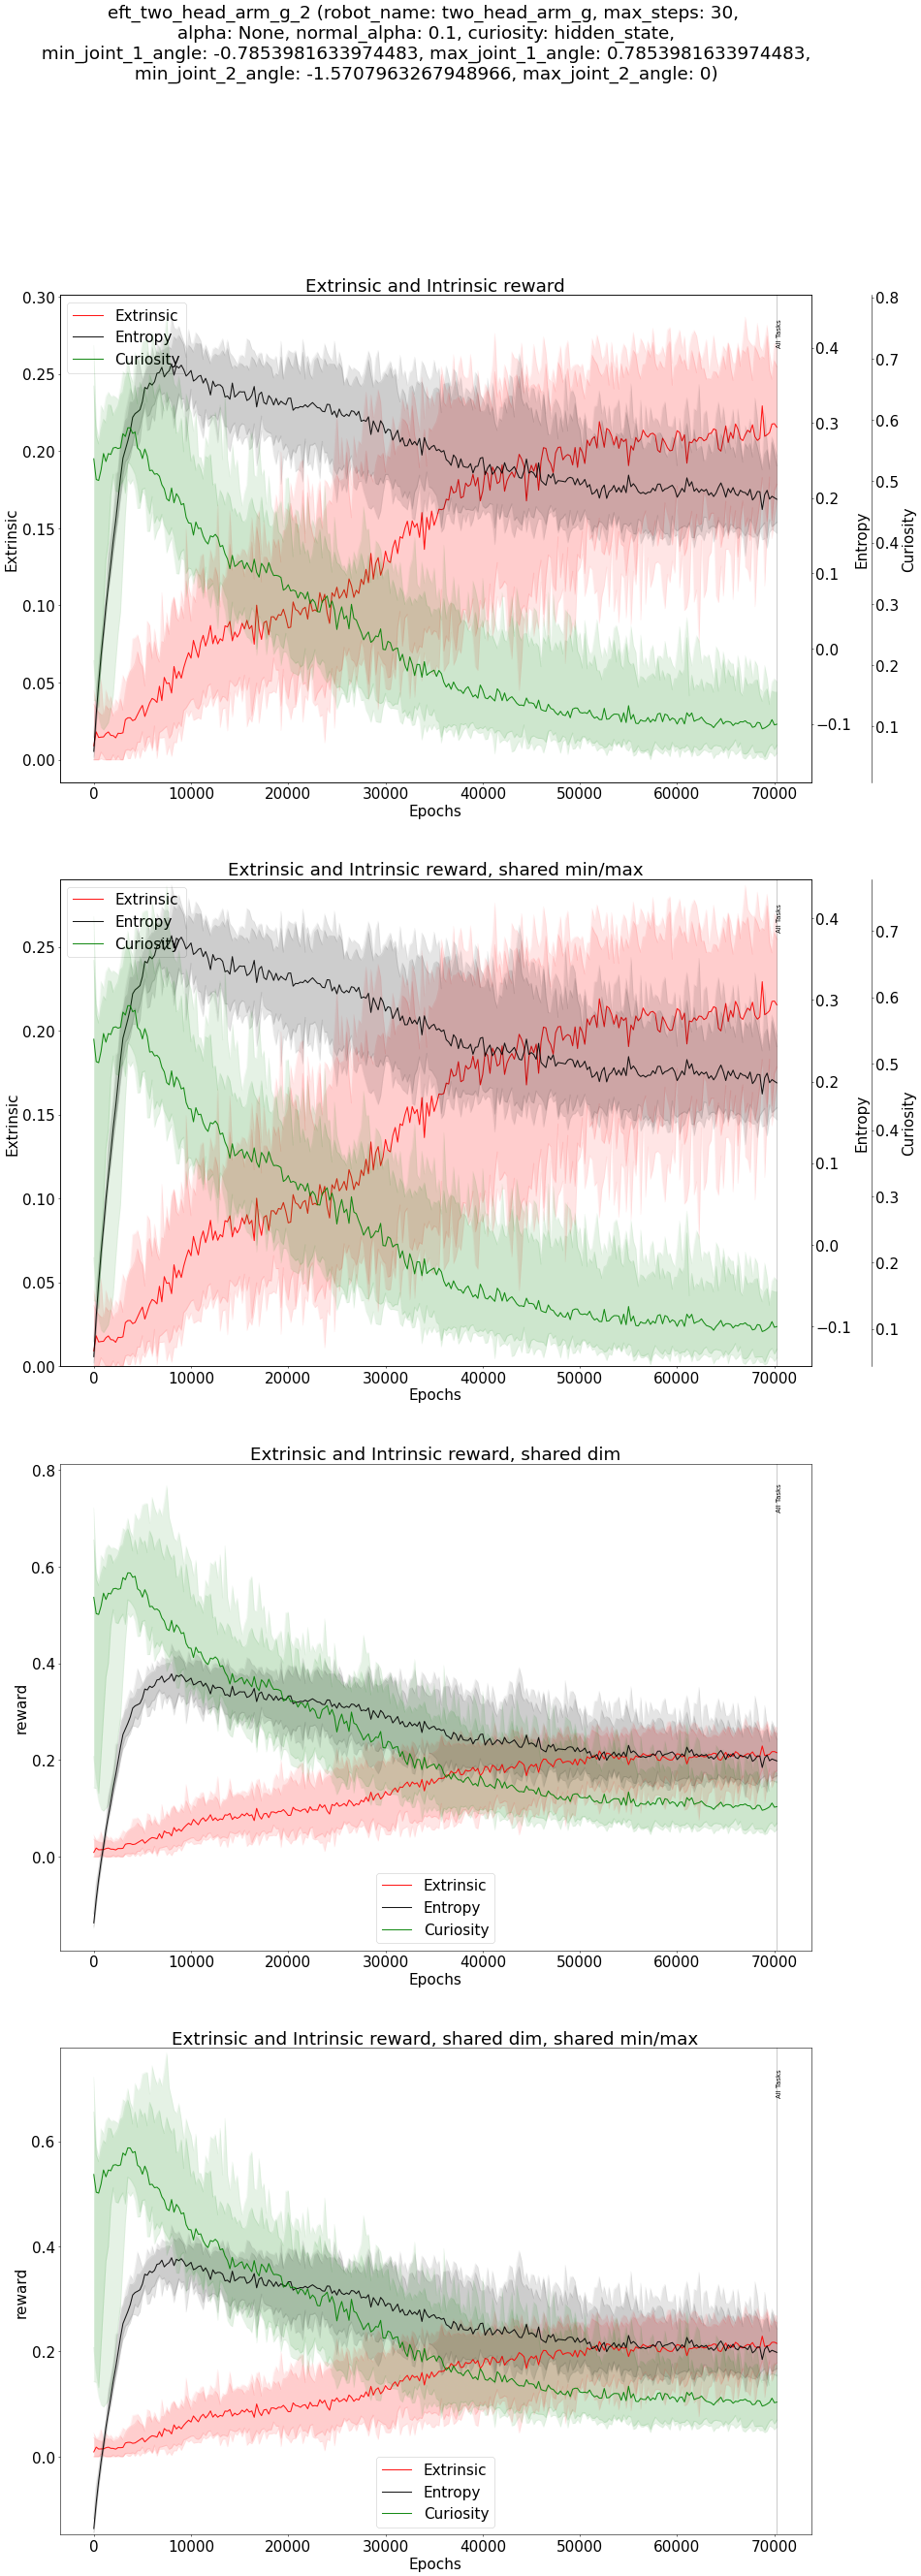 eft_two_head_arm_g_2 (robot_name: two_head_arm_g, max_steps: 30,
alpha: None, normal_alpha: 0.1, curiosity: hidden_state,
min_joint_1_angle: -0.7853981633974483, max_joint_1_angle: 0.7853981633974483,
min_joint_2_angle: -1.5707963267948966, max_joint_2_angle: 0)
Extrinsic and Intrinsic reward
Extrinsic
Entropy
Curiosity
All Tasks
0.30
0.25
0.20
0.15
0.10
0.05
0.00
Extrinsic
0.4
0.3
0.2
0.1
0.0
−0.1
Entropy
0.8
0.7
0.6
0.5
0.4
0.3
0.2
0.1
Curiosity
0 10000 20000 30000 40000 50000 60000 70000
Epochs
Extrinsic and Intrinsic reward, shared min/max
Extrinsic
Entropy
Curiosity
All Tasks
0.25
0.20
0.15
0.10
0.05
0.00
Extrinsic
0.4
0.3
0.2
0.1
0.0
−0.1
Entropy
0.7
0.6
0.5
0.4
0.3
0.2
0.1
Curiosity
0 10000 20000 30000 40000 50000 60000 70000
Epochs
Extrinsic and Intrinsic reward, shared dim
All Tasks
0.8
0.6
0.4
0.2
0.0
reward
Extrinsic
Entropy
Curiosity
0 10000 20000 30000 40000 50000 60000 70000
Epochs
Extrinsic and Intrinsic reward, shared dim, shared min/max
All Tasks
0.6
0.4
0.2
0.0
reward
Extrinsic
Entropy
Curiosity
0 10000 20000 30000 40000 50000 60000 70000
Epochs